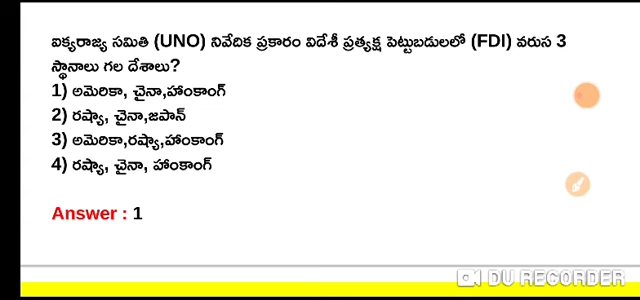 ఐక్యరాజ్య సమితి (UNO) నివేదిక ప్రకారం విదేశీ ప్రత్యక్ష పెట్టుబడులలో (FDI) వరుస 3
స్థానాలు గల దేశాలు?
1) అమెరికా, చైనా,హాంకాంగ్
2) రష్యా, చైనా,జపాన్
3) అమెరికా,రష్యా,హాంకాంగ్
4) రష్యా, చైనా, హాంకాంగ్
Answer : 1
DU RECORDER